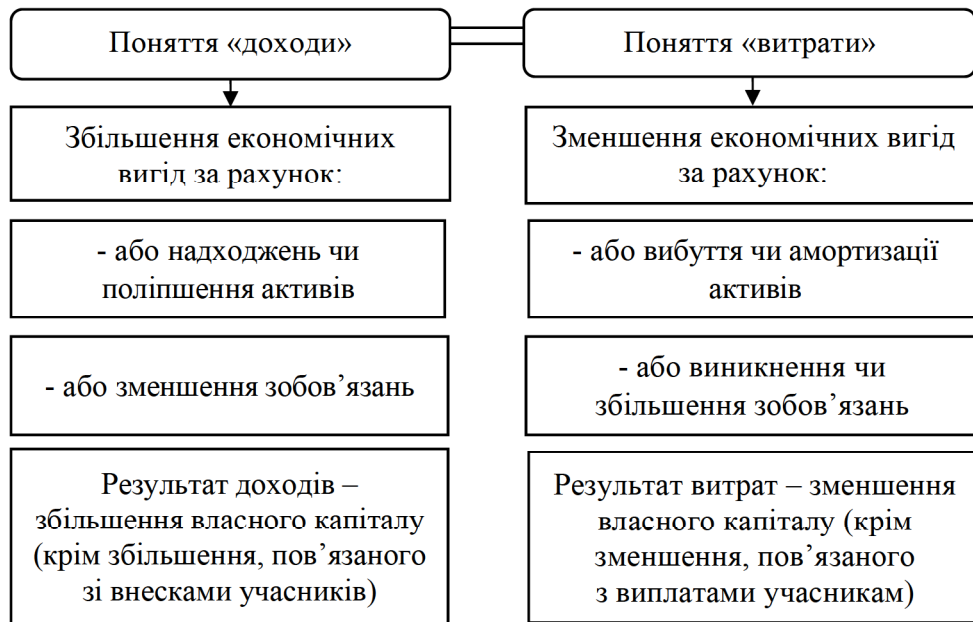 Поняття «доходи»
Збільшення економічних
вигід за рахунок:
- або надходжень чи
поліпшення активів
- або зменшення зобов’язань
Результат доходів –
збільшення власного капіталу
(крім збільшення, пов’язаного
зі внесками учасників)
Поняття «витрати»
Зменшення економічних вигід
за рахунок:
- або вибуття чи амортизації
активів
- або виникнення чи
збільшення зобов’язань
Результат витрат – зменшення
власного капіталу (крім
зменшення, пов’язаного
з виплатами учасникам)